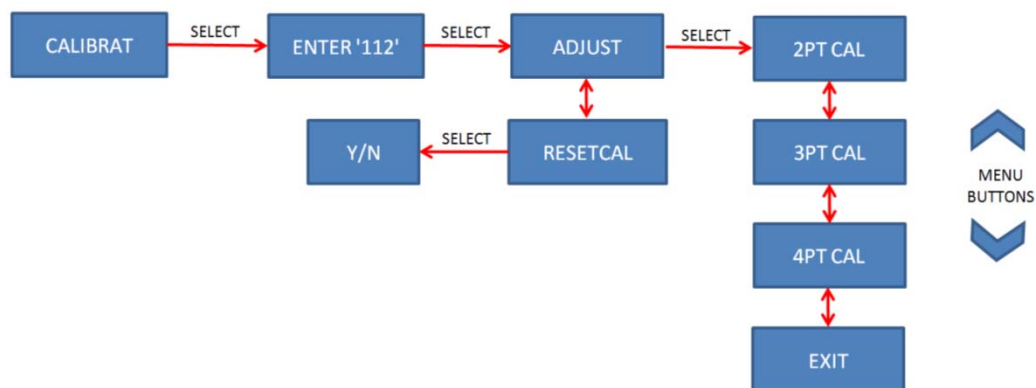 CALIBRAT
SELECT
ENTER '112'
SELECT
ADJUST
SELECT
2PT CAL
Y/N
SELECT
RESETCAL
3PT CAL
MENU
BUTTONS
4PT CAL
EXIT